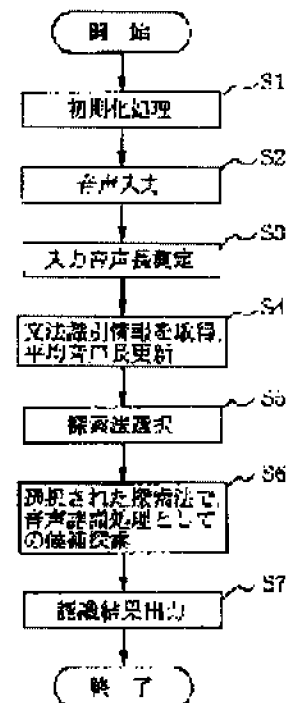 開 始
S1
初期化処理
S2
音声入力
S3
入力音声長測定
S4
文法識別情報を取得,
平均音声長更新
S5
探索法選択
S6
選択された探索法で,
音声認識処理としての
候補探索
S7
認識結果出力
終 了